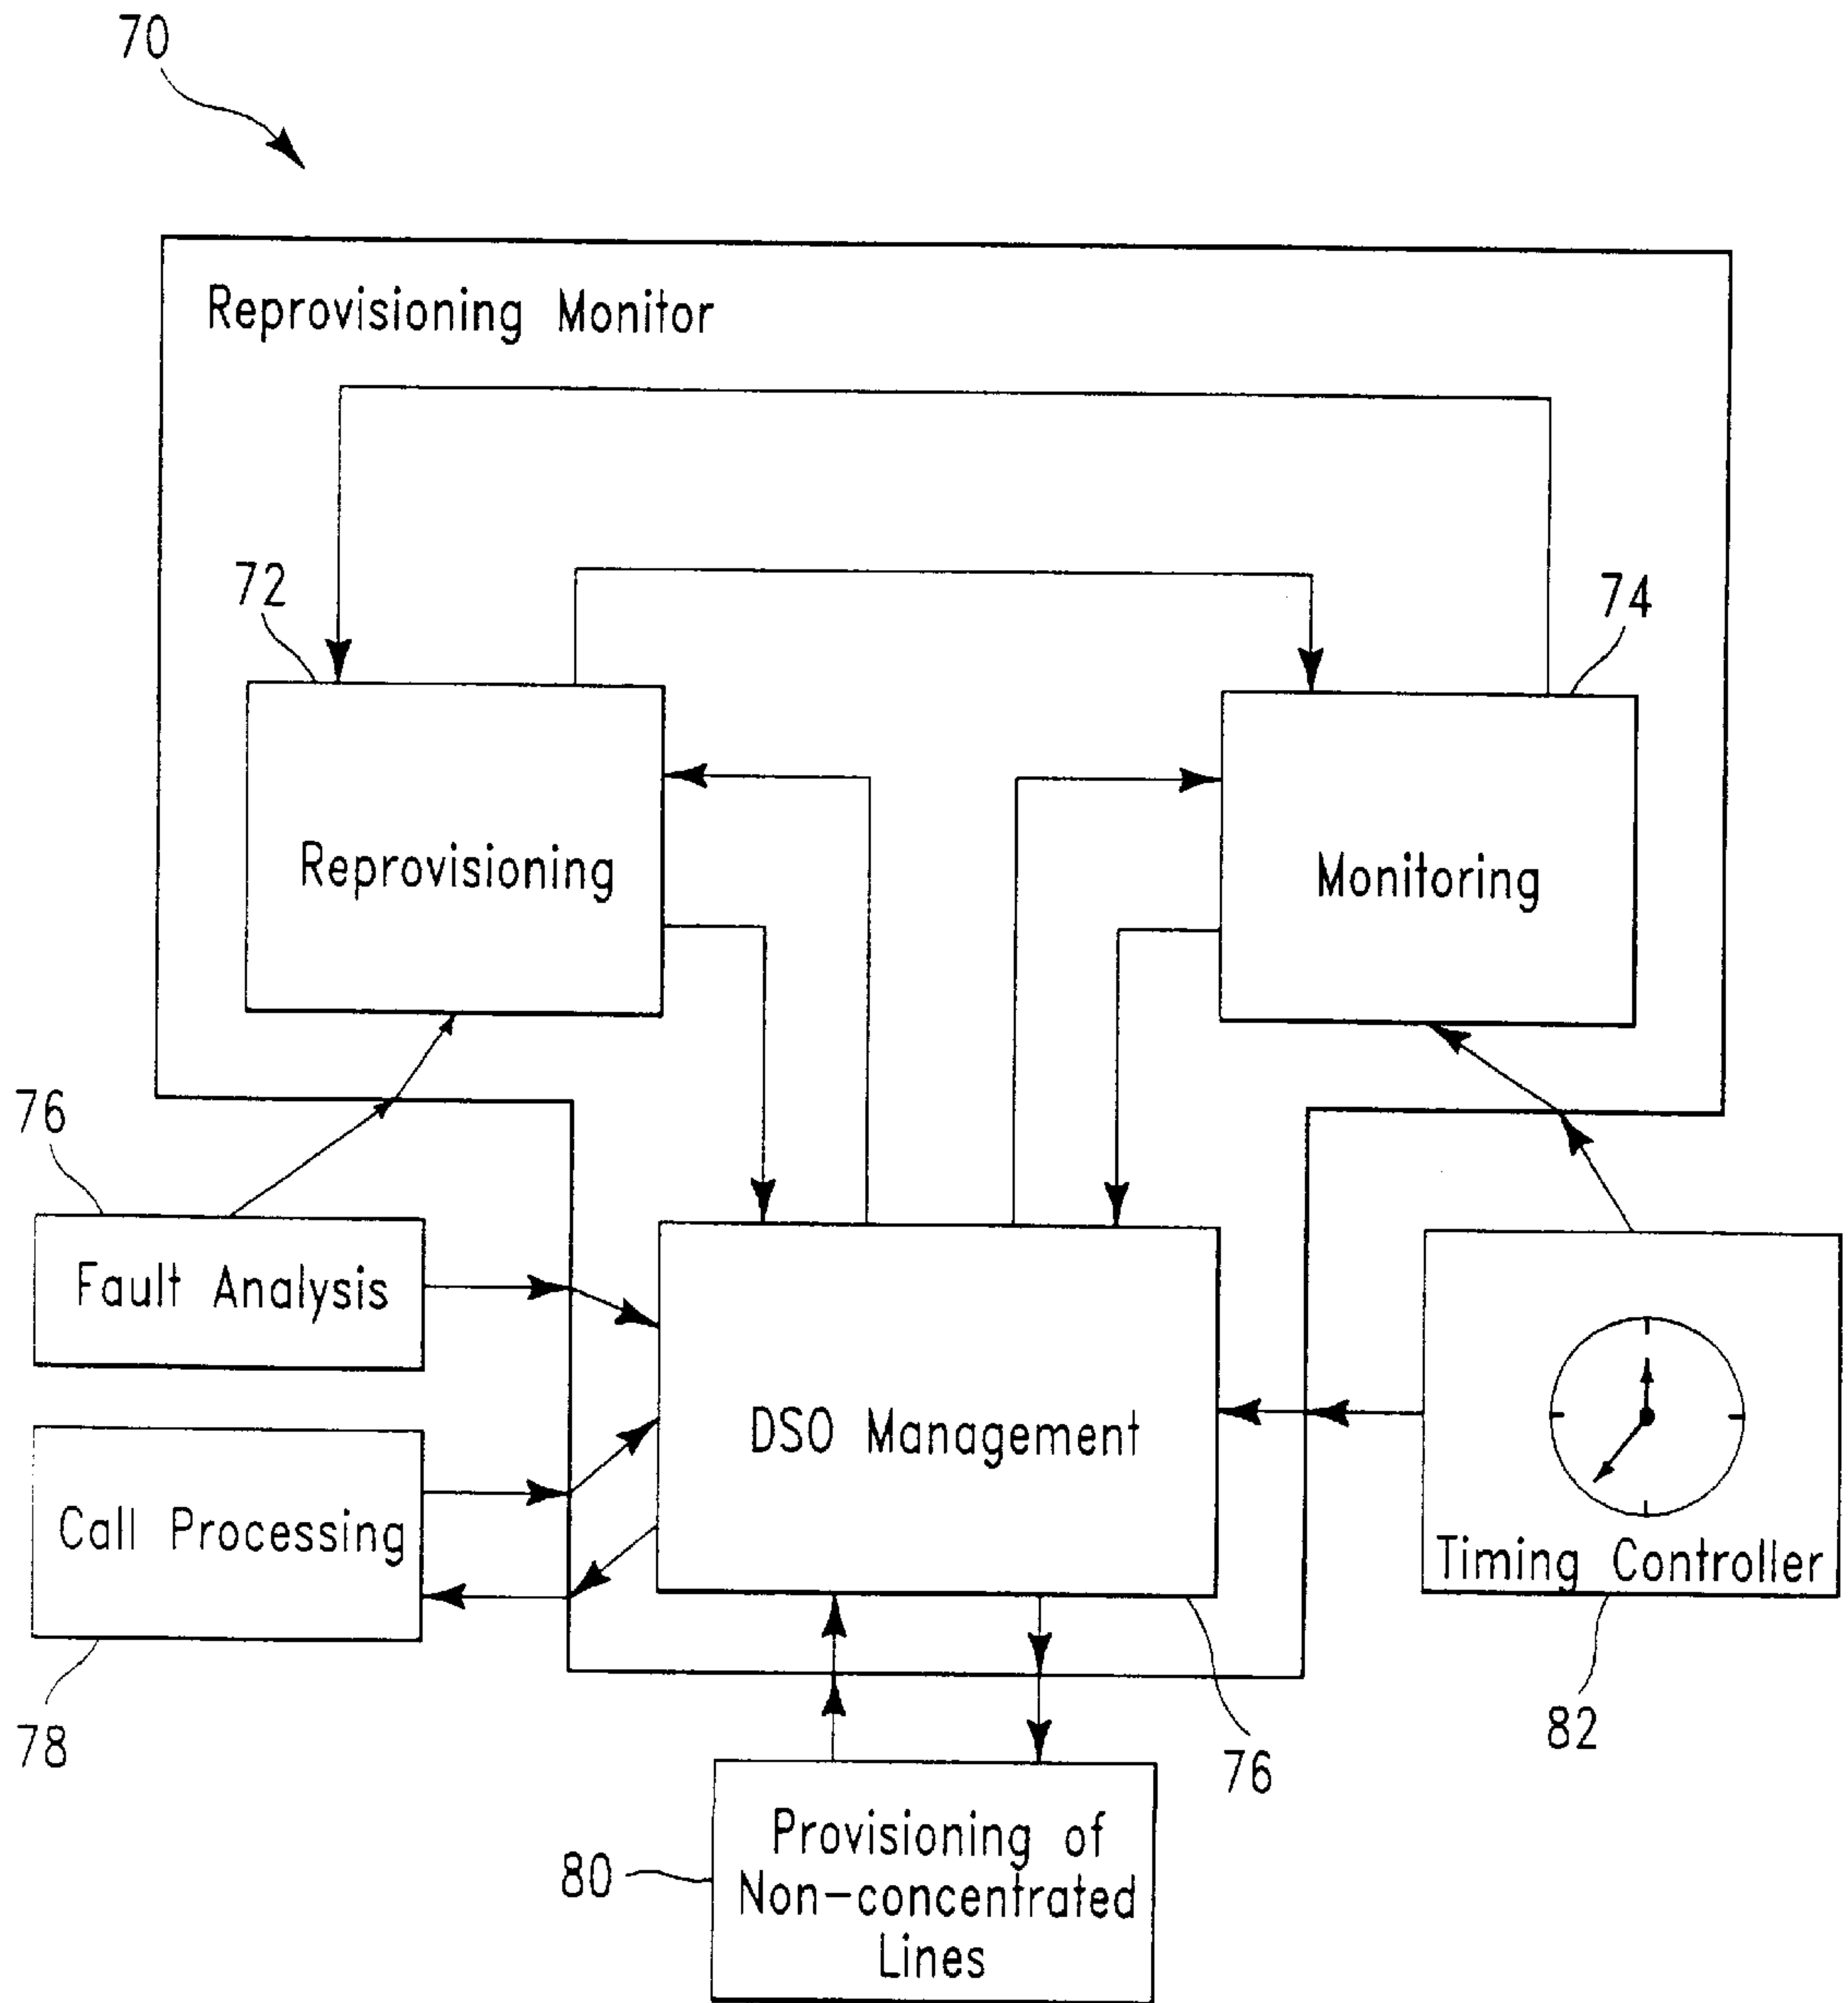 70
Reprovisioning Monitor
72
74
Reprovisioning
Monitoring
76
Fault Analysis
DSO Management
Call Processing
Timing Controller
78
76
82
80
Provisioning of
Non-concentrated
Lines